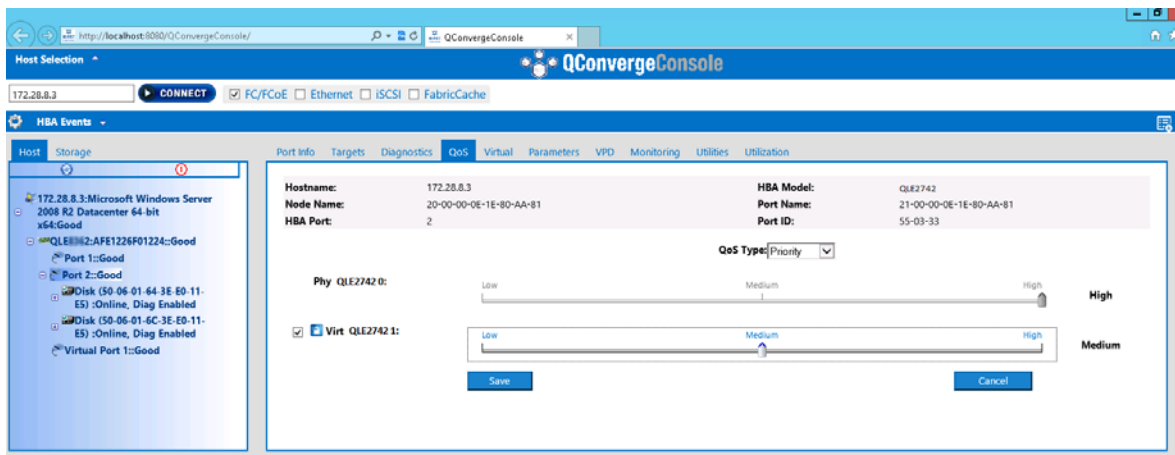 http://localhost:8080/QConvergeConsole/
QConvergeConsole
Host Selection
QConvergeConsole
172.28.8.3
CONNECT
FC/FCoE Ethernet iSCSI FabricCache
HBA Events
Host Storage
Port Info Targets Diagnostics QoS Virtual Parameters VPD Monitoring Utilities Utilization
172.28.8.3:Microsoft Windows Server
2008 R2 Datacenter 64-bit
x64:Good
2:AFE1226F01224::Good
Port 1::Good
Port 2::Good
Disk (50-06-01-64-3E-E0-11-
E5) :Online, Diag Enabled
Disk (50-06-01-6C-3E-E0-11-
E5) :Online, Diag Enabled
Virtual Port 1::Good
Hostname: 172.28.8.3 HBA Model: QLE2742
Node Name: 20-00-00-0E-1E-80-AA-81 Port Name: 21-00-00-0E-1E-80-AA-81
HBA Port: 2 Port ID: 55-03-33
QoS Type: Priority
Phy QLE2742 0: Low Medium High High
Virt QLE2742 1: Low Medium High Medium
Save Cancel